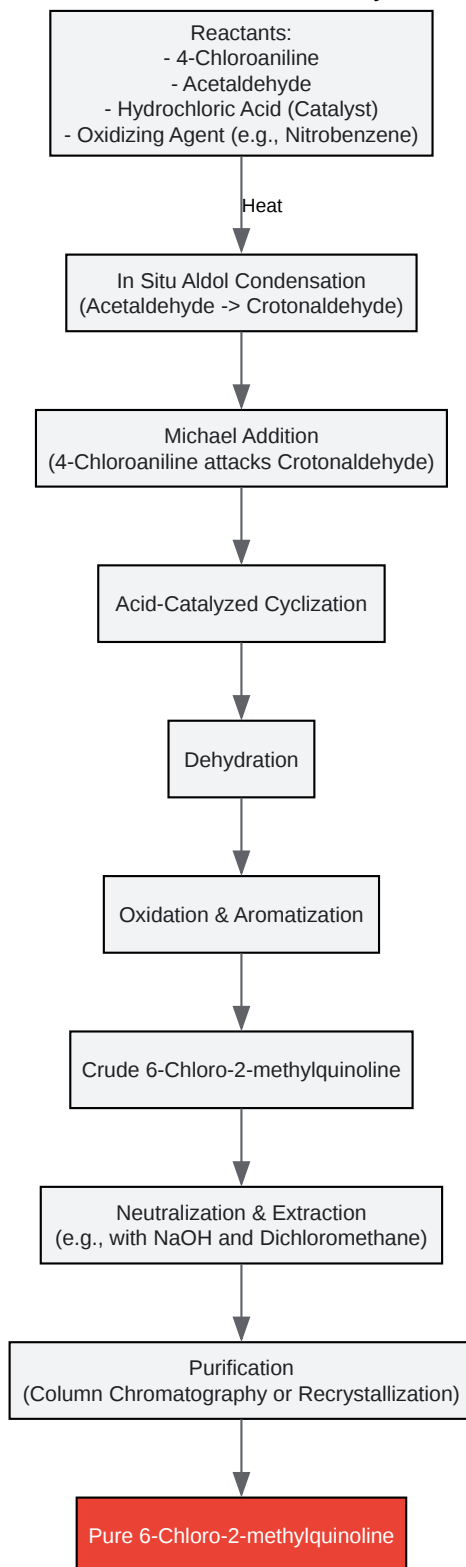 Reactants:
- 4-Chloroaniline
- Acetaldehyde
- Hydrochloric Acid (Catalyst)
- Oxidizing Agent (e.g., Nitrobenzene)
Heat
In Situ Aldol Condensation
(Acetaldehyde -> Crotonaldehyde)
Michael Addition
(4-Chloroaniline attacks Crotonaldehyde)
Acid-Catalyzed Cyclization
Dehydration
Oxidation & Aromatization
Crude 6-Chloro-2-methylquinoline
Neutralization & Extraction
(e.g., with NaOH and Dichloromethane)
Purification
(Column Chromatography or Recrystallization)
Pure 6-Chloro-2-methylquinoline